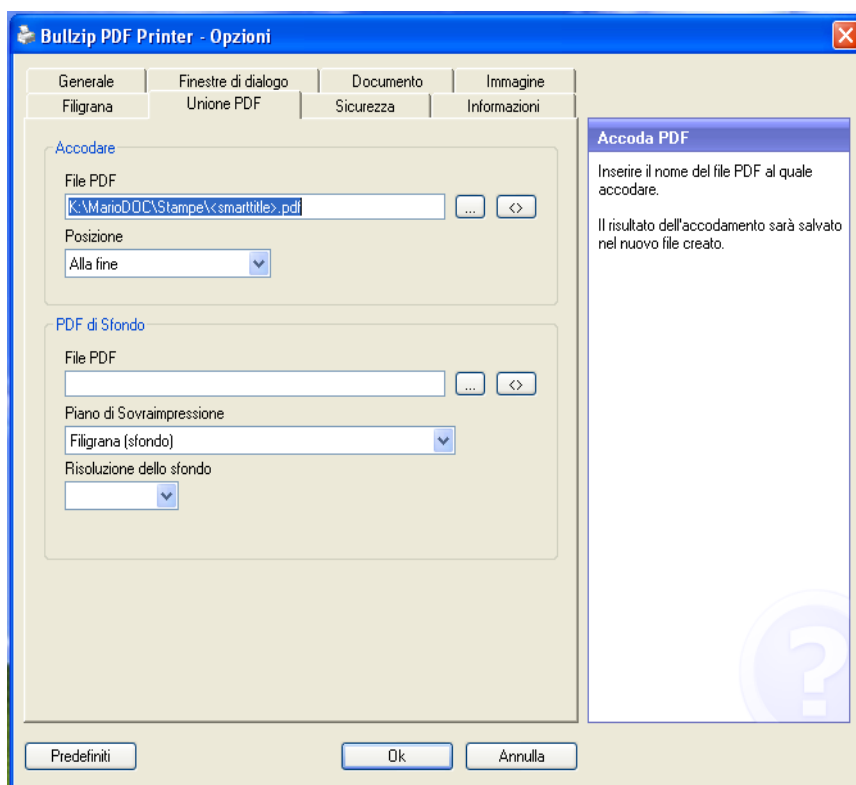 Bullzip PDF Printer - Opzioni
Generale
Finestre di dialogo
Documento
Immagine
Filigrana
Unione PDF
Sicurezza
Informazioni
Accodare
File PDF
K:\MarioDOC\Stampe\<smarttitle>.pdf
...
<>
Posizione
Alla fine
PDF di Sfondo
File PDF
...
<>
Piano di Sovraimpressione
Filigrana (sfondo)
Risoluzione dello sfondo
Accoda PDF
Inserire il nome del file PDF al quale
accodare.
Il risultato dell'accodamento sarà salvato
nel nuovo file creato.
?
Predefiniti
Ok
Annulla